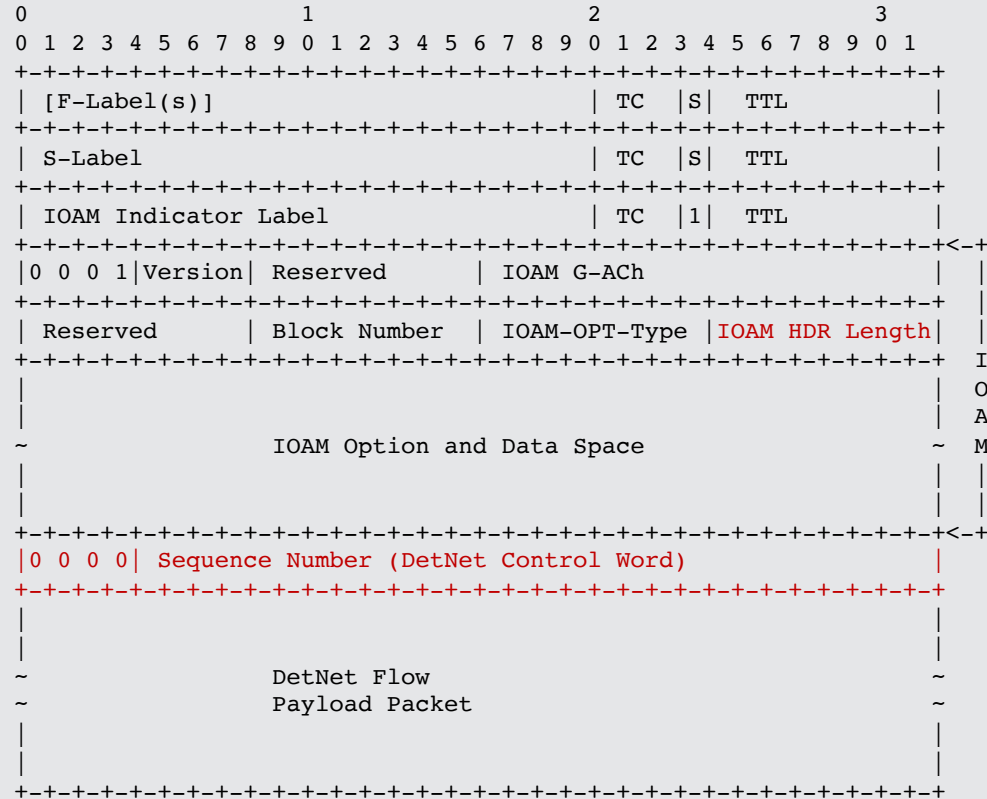 0                   1                   2                   3
0 1 2 3 4 5 6 7 8 9 0 1 2 3 4 5 6 7 8 9 0 1 2 3 4 5 6 7 8 9 0 1
+-+-+-+-+-+-+-+-+-+-+-+-+-+-+-+-+-+-+-+-+-+-+-+-+-+-+-+-+-+-+-+-+
| [F-Label(s)]                          | TC  |S|  TTL          |
+-+-+-+-+-+-+-+-+-+-+-+-+-+-+-+-+-+-+-+-+-+-+-+-+-+-+-+-+-+-+-+-+
| S-Label                               | TC  |S|  TTL          |
+-+-+-+-+-+-+-+-+-+-+-+-+-+-+-+-+-+-+-+-+-+-+-+-+-+-+-+-+-+-+-+-+
| IOAM Indicator Label                  | TC  |1|  TTL          |
+-+-+-+-+-+-+-+-+-+-+-+-+-+-+-+-+-+-+-+-+-+-+-+-+-+-+-+-+-+-+-+-+<-+
|0 0 0 1|Version| Reserved      | IOAM G-ACh                    |  |
+-+-+-+-+-+-+-+-+-+-+-+-+-+-+-+-+-+-+-+-+-+-+-+-+-+-+-+-+-+-+-+-+  |
| Reserved      | Block Number  | IOAM-OPT-Type |IOAM HDR Length|  |
+-+-+-+-+-+-+-+-+-+-+-+-+-+-+-+-+-+-+-+-+-+-+-+-+-+-+-+-+-+-+-+-+  I
|                                                               |  O
|                                                               |  A
~                 IOAM Option and Data Space                    ~  M
|                                                               |  |
|                                                               |  |
+-+-+-+-+-+-+-+-+-+-+-+-+-+-+-+-+-+-+-+-+-+-+-+-+-+-+-+-+-+-+-+-+<-+
|0 0 0 0| Sequence Number (DetNet Control Word)                 |
+-+-+-+-+-+-+-+-+-+-+-+-+-+-+-+-+-+-+-+-+-+-+-+-+-+-+-+-+-+-+-+-+
|                                                               |
|                                                               |
~                 DetNet Flow                                   ~
~                 Payload Packet                                ~
|                                                               |
|                                                               |
+-+-+-+-+-+-+-+-+-+-+-+-+-+-+-+-+-+-+-+-+-+-+-+-+-+-+-+-+-+-+-+-+